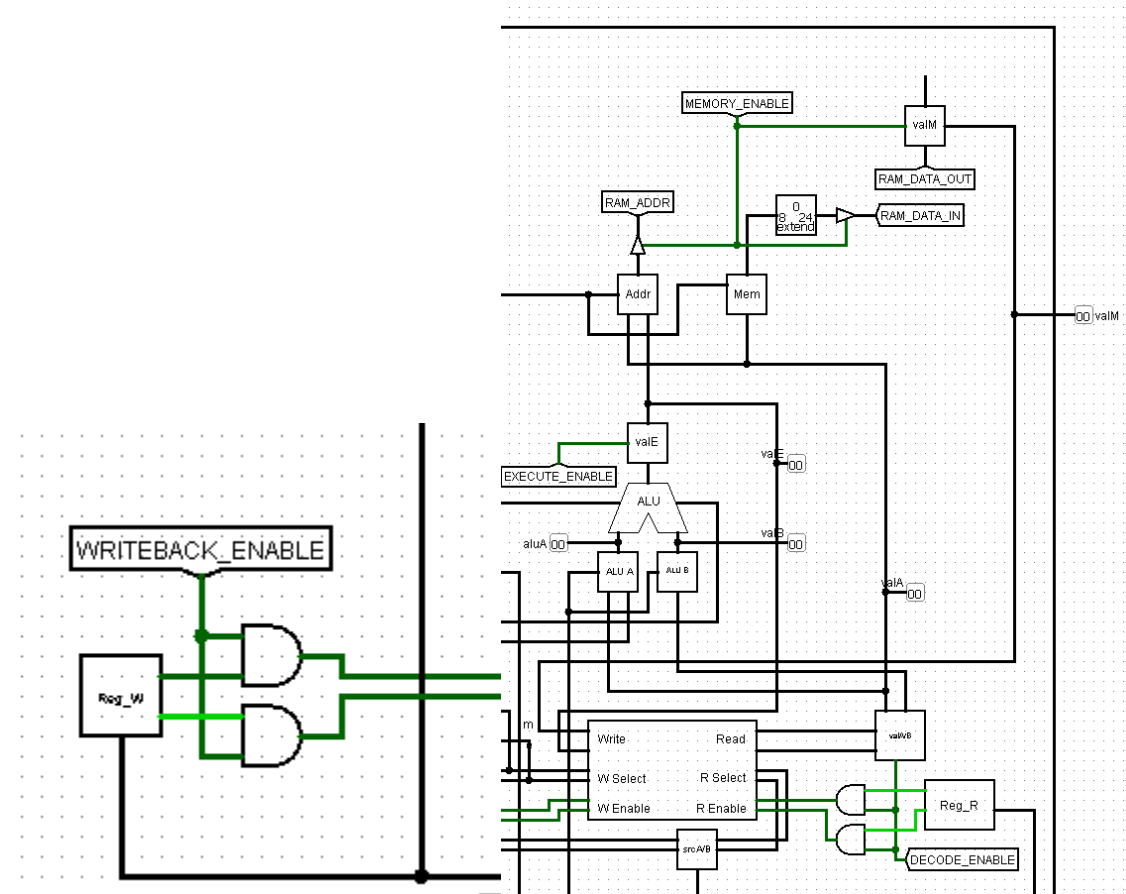 MEMORY_ENABLE
valM
RAM_DATA_OUT
RAM_ADDR
0
8 24
extend
RAM_DATA_IN
Addr
Mem
00 valM
valE
valE
00
EXECUTE_ENABLE
ALU
aluA 00
valB
00
ALU A
ALU B
valA
00
WRITEBACK_ENABLE
Reg_W
m
Write
Read
valA/B
W Select
R Select
W Enable
R Enable
Reg_R
srcA/B
DECODE_ENABLE